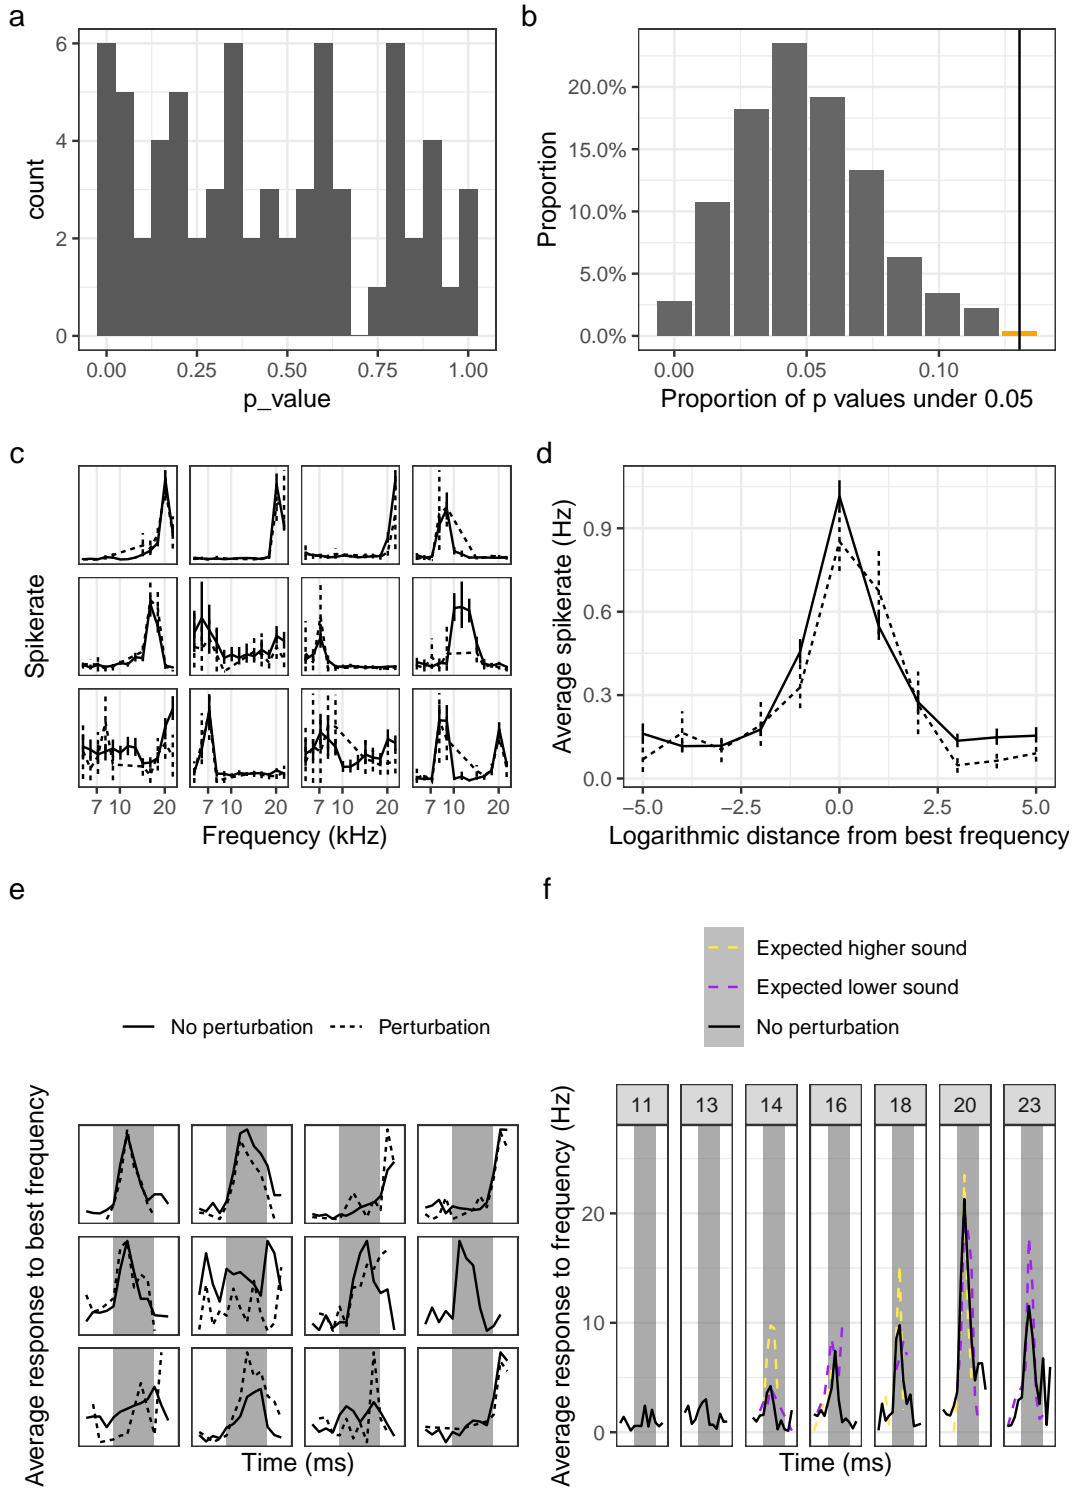 a
6
4
2
0
count
0.00 0.25 0.50 0.75 1.00
p_value
b
20.0%
15.0%
10.0%
5.0%
0.0%
Proportion
0.00 0.05 0.10
Proportion of p values under 0.05
c
Spikerate
7 10 20 7 10 20 7 10 20 7 10 20
Frequency (kHz)
d
0.9
0.6
0.3
0.0
Average spikerate (Hz)
−5.0 −2.5 0.0 2.5 5.0
Logarithmic distance from best frequency
e
No perturbation Perturbation
Average response to best frequency
Time (ms)
f
Expected higher sound
Expected lower sound
No perturbation
11 13 14 16 18 20 23
20
10
0
Average response to frequency (Hz)
Time (ms)